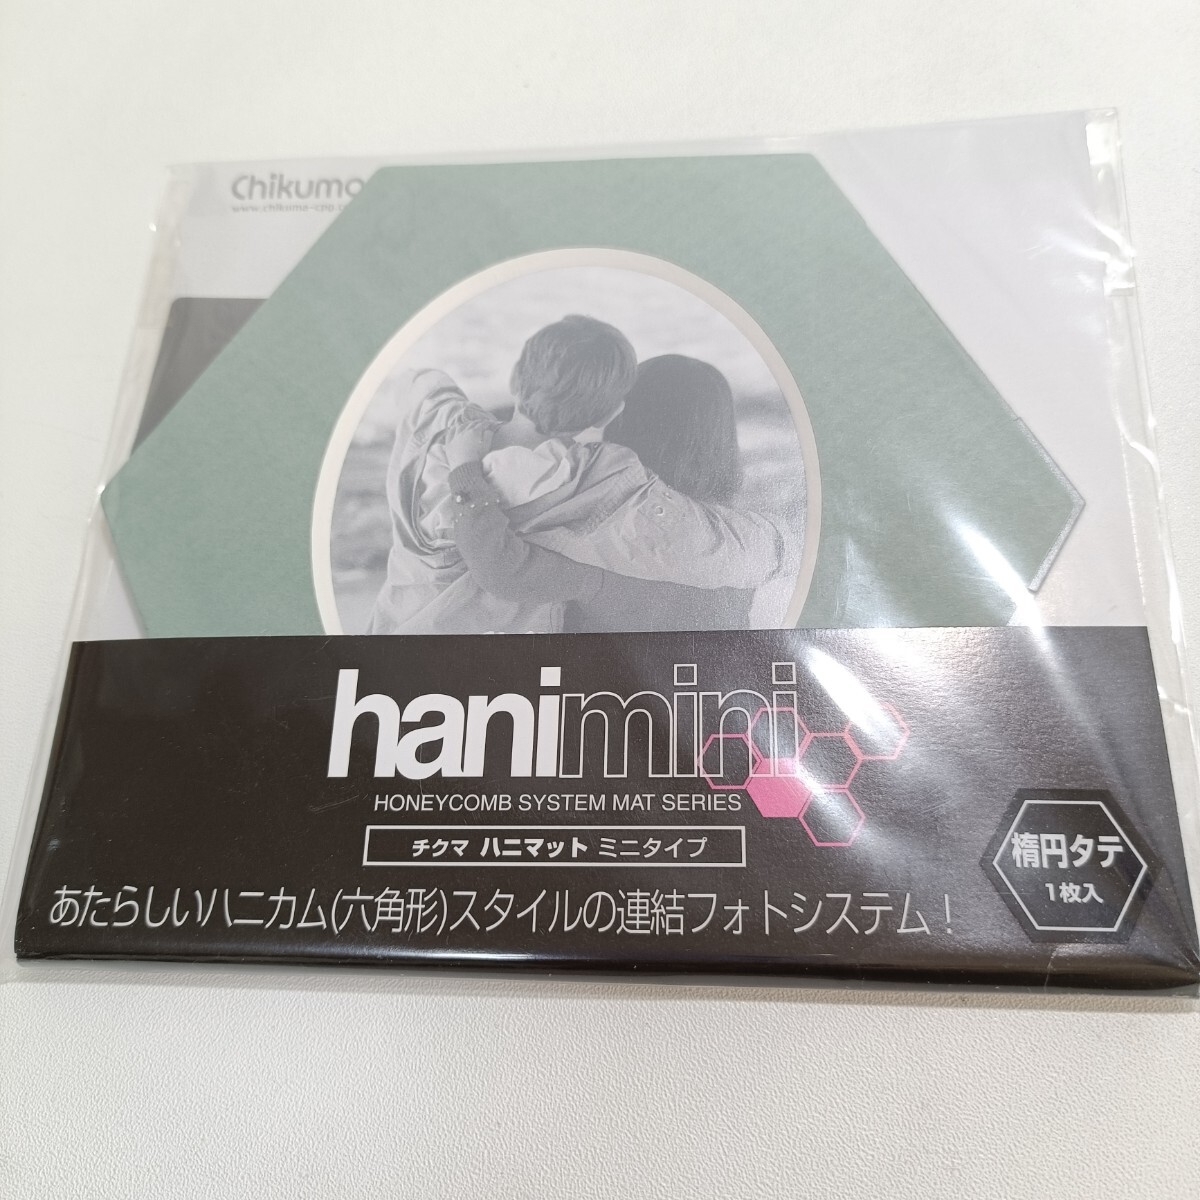 Chikuma
hanimini
HONEYCOMB SYSTEM MAT SERIES
チクマ ハニマット ミニタイプ
あたらしいハニカム(六角形)スタイルの連結フォトシステム!
楕円タテ
1枚入